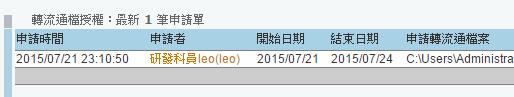 轉流通檔授權：最新 1 筆申請單
申請時間 申請者 開始日期 結束日期 申請轉流通檔案
2015/07/21 23:10:50 研發科員leo(leo) 2015/07/21 2015/07/24 C:\Users\Administra